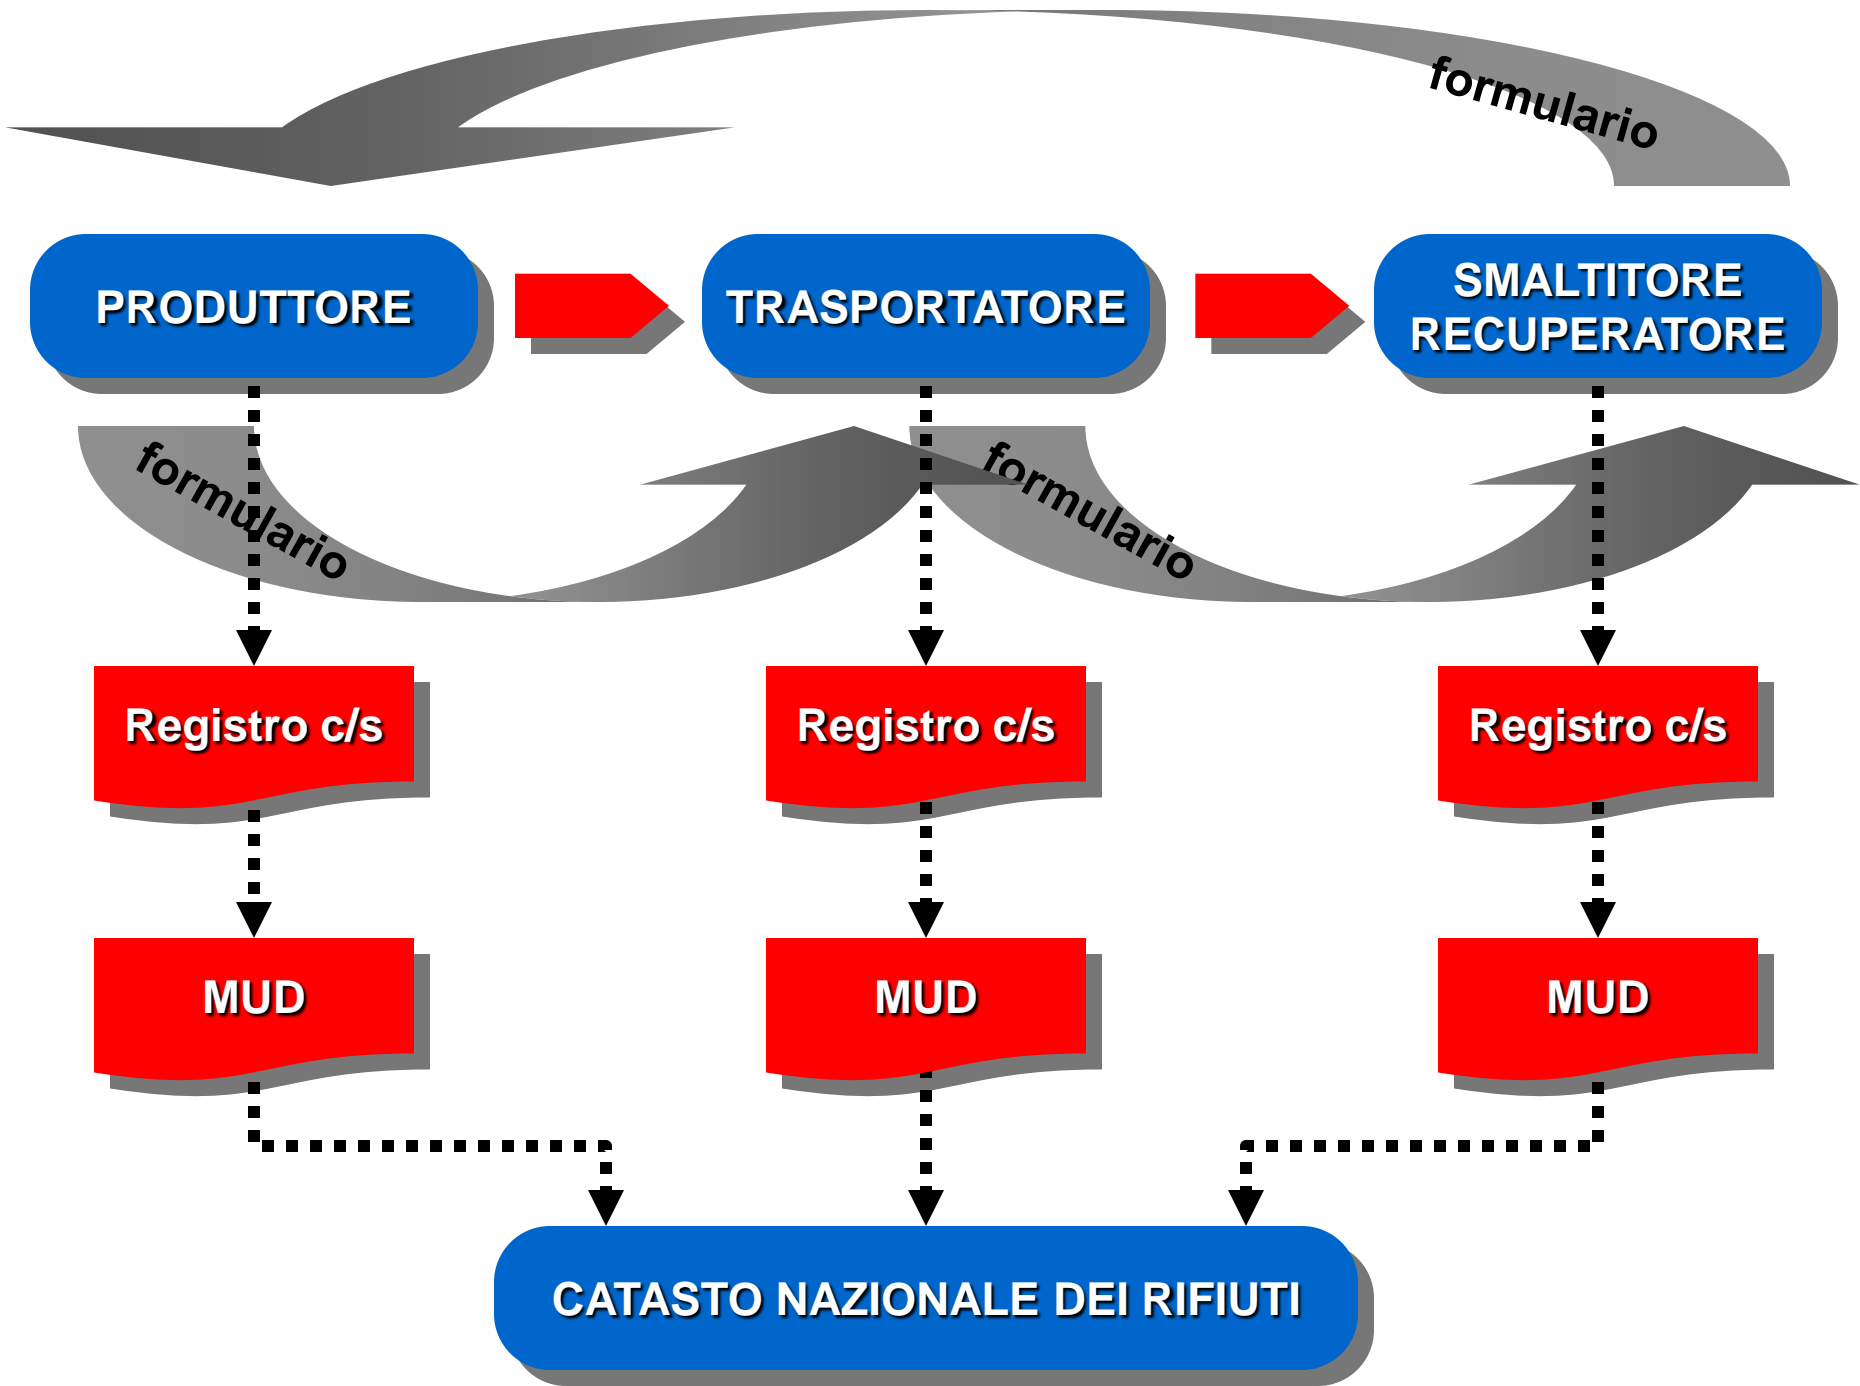 formulario
PRODUTTORE
TRASPORTATORE
SMALTITORE
RECUPERATORE
formulario
formulario
Registro c/s
Registro c/s
Registro c/s
MUD
MUD
MUD
CATASTO NAZIONALE DEI RIFIUTI